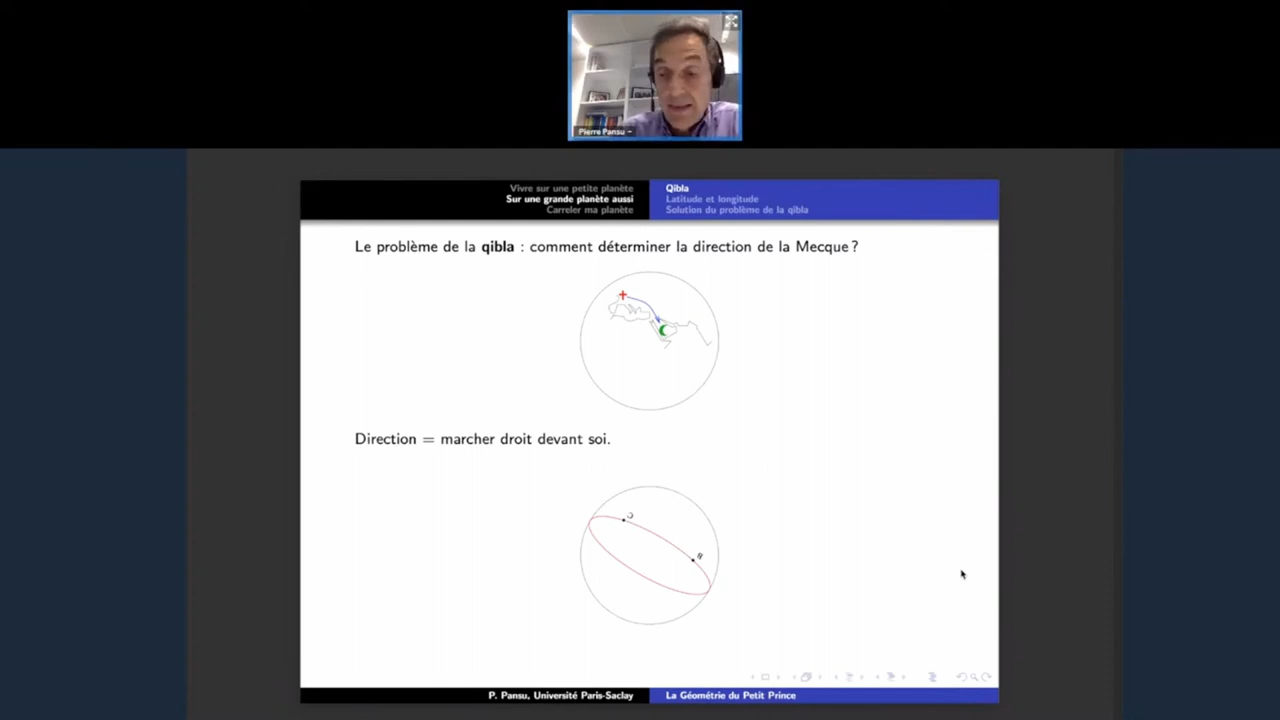 Pierre Pansu
Vivre sur une petite planète
Sur une grande planète aussi
Carreler ma planète
Qibla
Latitude et longitude
Solution du problème de la qibla
Le problème de la qibla : comment déterminer la direction de la Mecque ?
Direction = marcher droit devant soi.
P. Pansu, Université Paris-Saclay
La Géométrie du Petit Prince